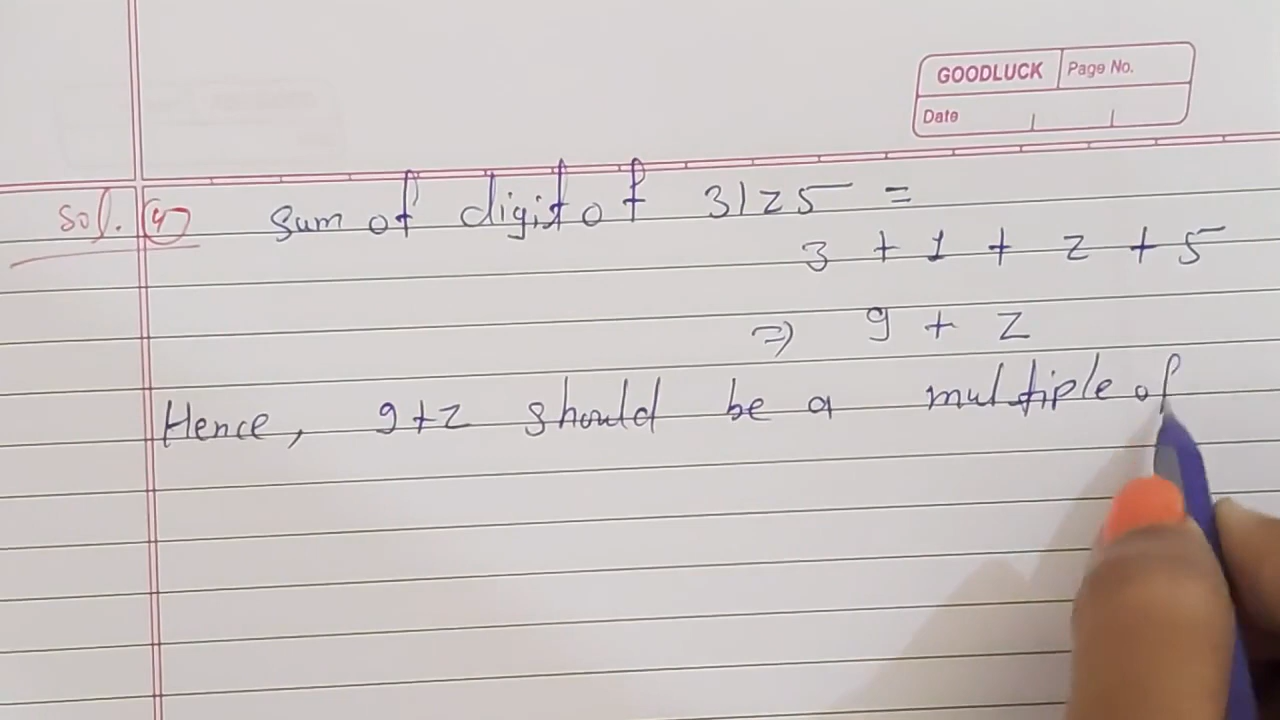 GOODLUCK Page No.
Date
Sol. 4 Sum of digit of 31z5 =
3 + 1 + z + 5
⇒ 9 + z
Hence, 9+z should be a multiple of